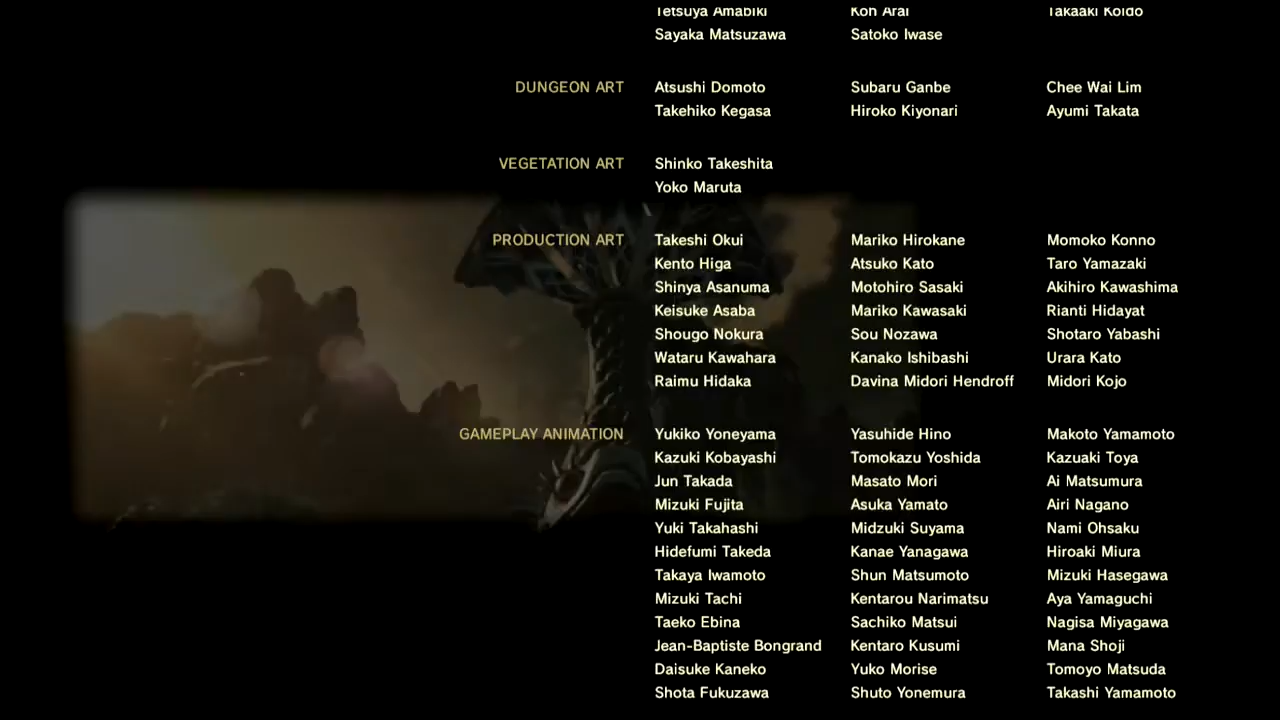 Tetsuya Amabiki Koh Arai Takaaki Koido
Sayaka Matsuzawa Satoko Iwase
DUNGEON ART Atsushi Domoto Subaru Ganbe Chee Wai Lim
Takehiko Kegasa Hiroko Kiyonari Ayumi Takata
VEGETATION ART Shinko Takeshita
Yoko Maruta
PRODUCTION ART Takeshi Okui Mariko Hirokane Momoko Konno
Kento Higa Atsuko Kato Taro Yamazaki
Shinya Asanuma Motohiro Sasaki Akihiro Kawashima
Keisuke Asaba Mariko Kawasaki Rianti Hidayat
Shougo Nokura Sou Nozawa Shotaro Yabashi
Wataru Kawahara Kanako Ishibashi Urara Kato
Raimu Hidaka Davina Midori Hendroff Midori Kojo
GAMEPLAY ANIMATION Yukiko Yoneyama Yasuhide Hino Makoto Yamamoto
Kazuki Kobayashi Tomokazu Yoshida Kazuaki Toya
Jun Takada Masato Mori Ai Matsumura
Mizuki Fujita Asuka Yamato Airi Nagano
Yuki Takahashi Midzuki Suyama Nami Ohsaku
Hidefumi Takeda Kanae Yanagawa Hiroaki Miura
Takaya Iwamoto Shun Matsumoto Mizuki Hasegawa
Mizuki Tachi Kentarou Narimatsu Aya Yamaguchi
Taeko Ebina Sachiko Matsui Nagisa Miyagawa
Jean-Baptiste Bongrand Kentaro Kusumi Mana Shoji
Daisuke Kaneko Yuko Morise Tomoyo Matsuda
Shota Fukuzawa Shuto Yonemura Takashi Yamamoto